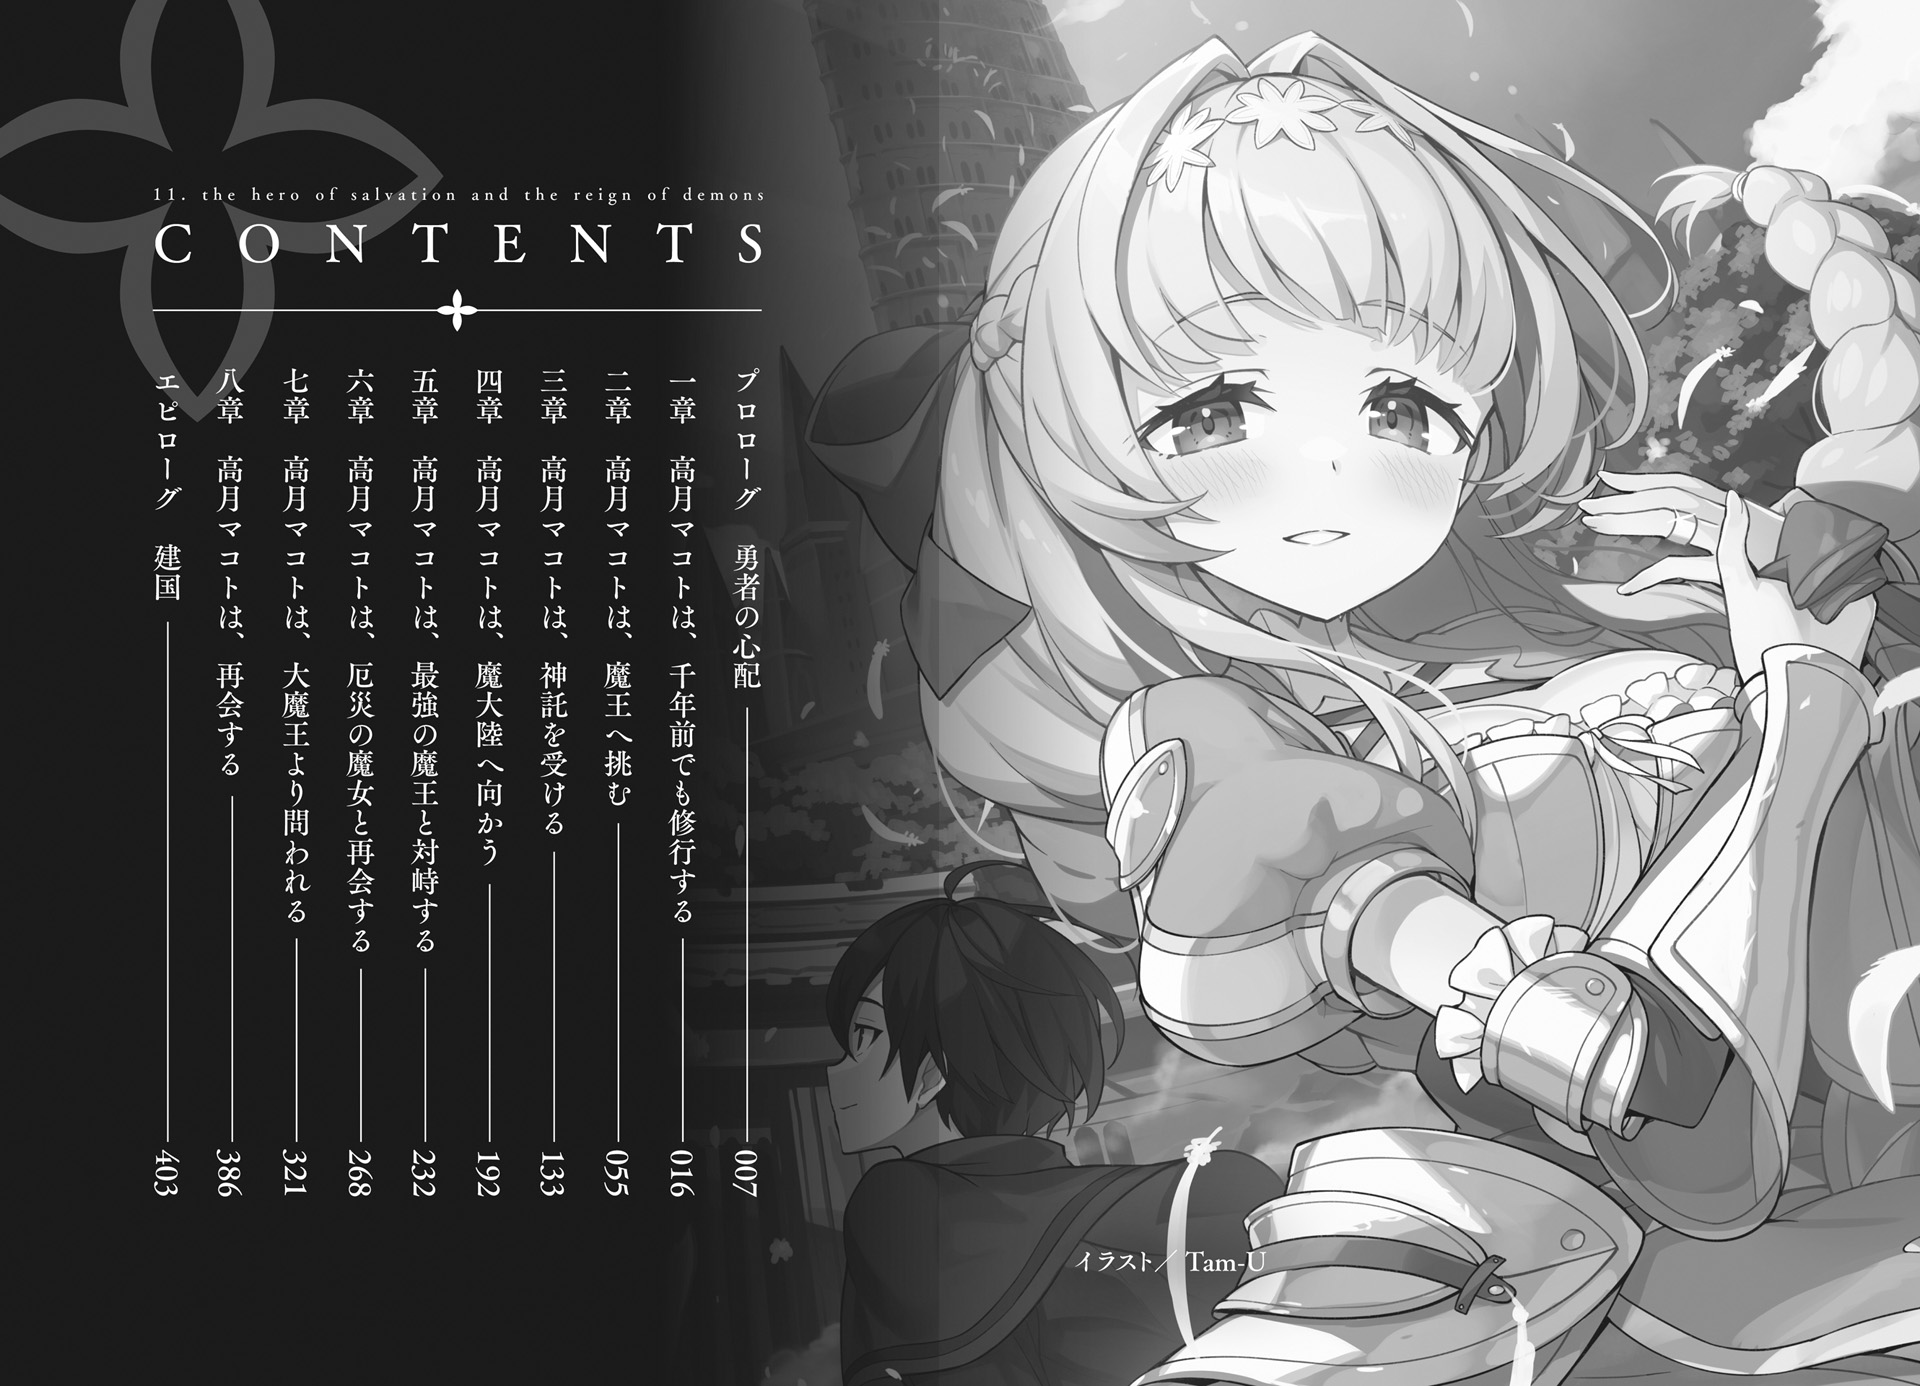 11. the hero of salvation and the reign of demons
CONTENTS
プロローグ 勇者の心配 007
一章 高月マコトは、千年前でも修行する 016
二章 高月マコトは、魔王へ挑む 055
三章 高月マコトは、神託を受ける 133
四章 高月マコトは、魔大陸へ向かう 192
五章 高月マコトは、最強の魔王と対峙する 232
六章 高月マコトは、厄災の魔女と再会する 268
七章 高月マコトは、大魔王より問われる 321
八章 高月マコトは、再会する 386
エピローグ 建国 403
イラスト／Tam-U